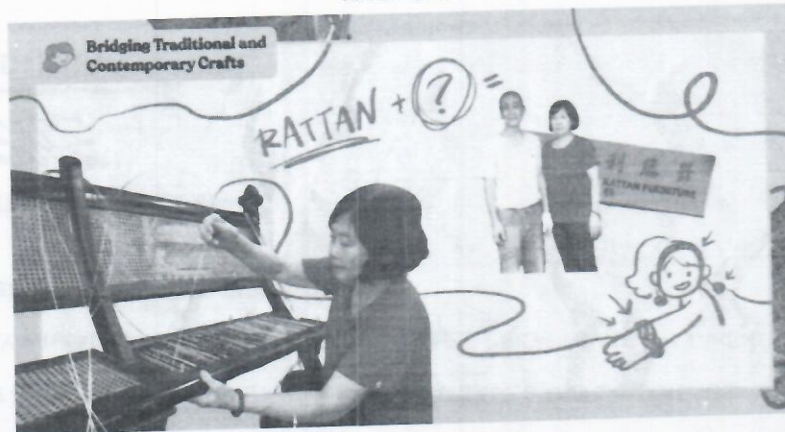 Bridging Traditional and
Contemporary Crafts
RATTAN + ? =
RATTAN FURNITURE